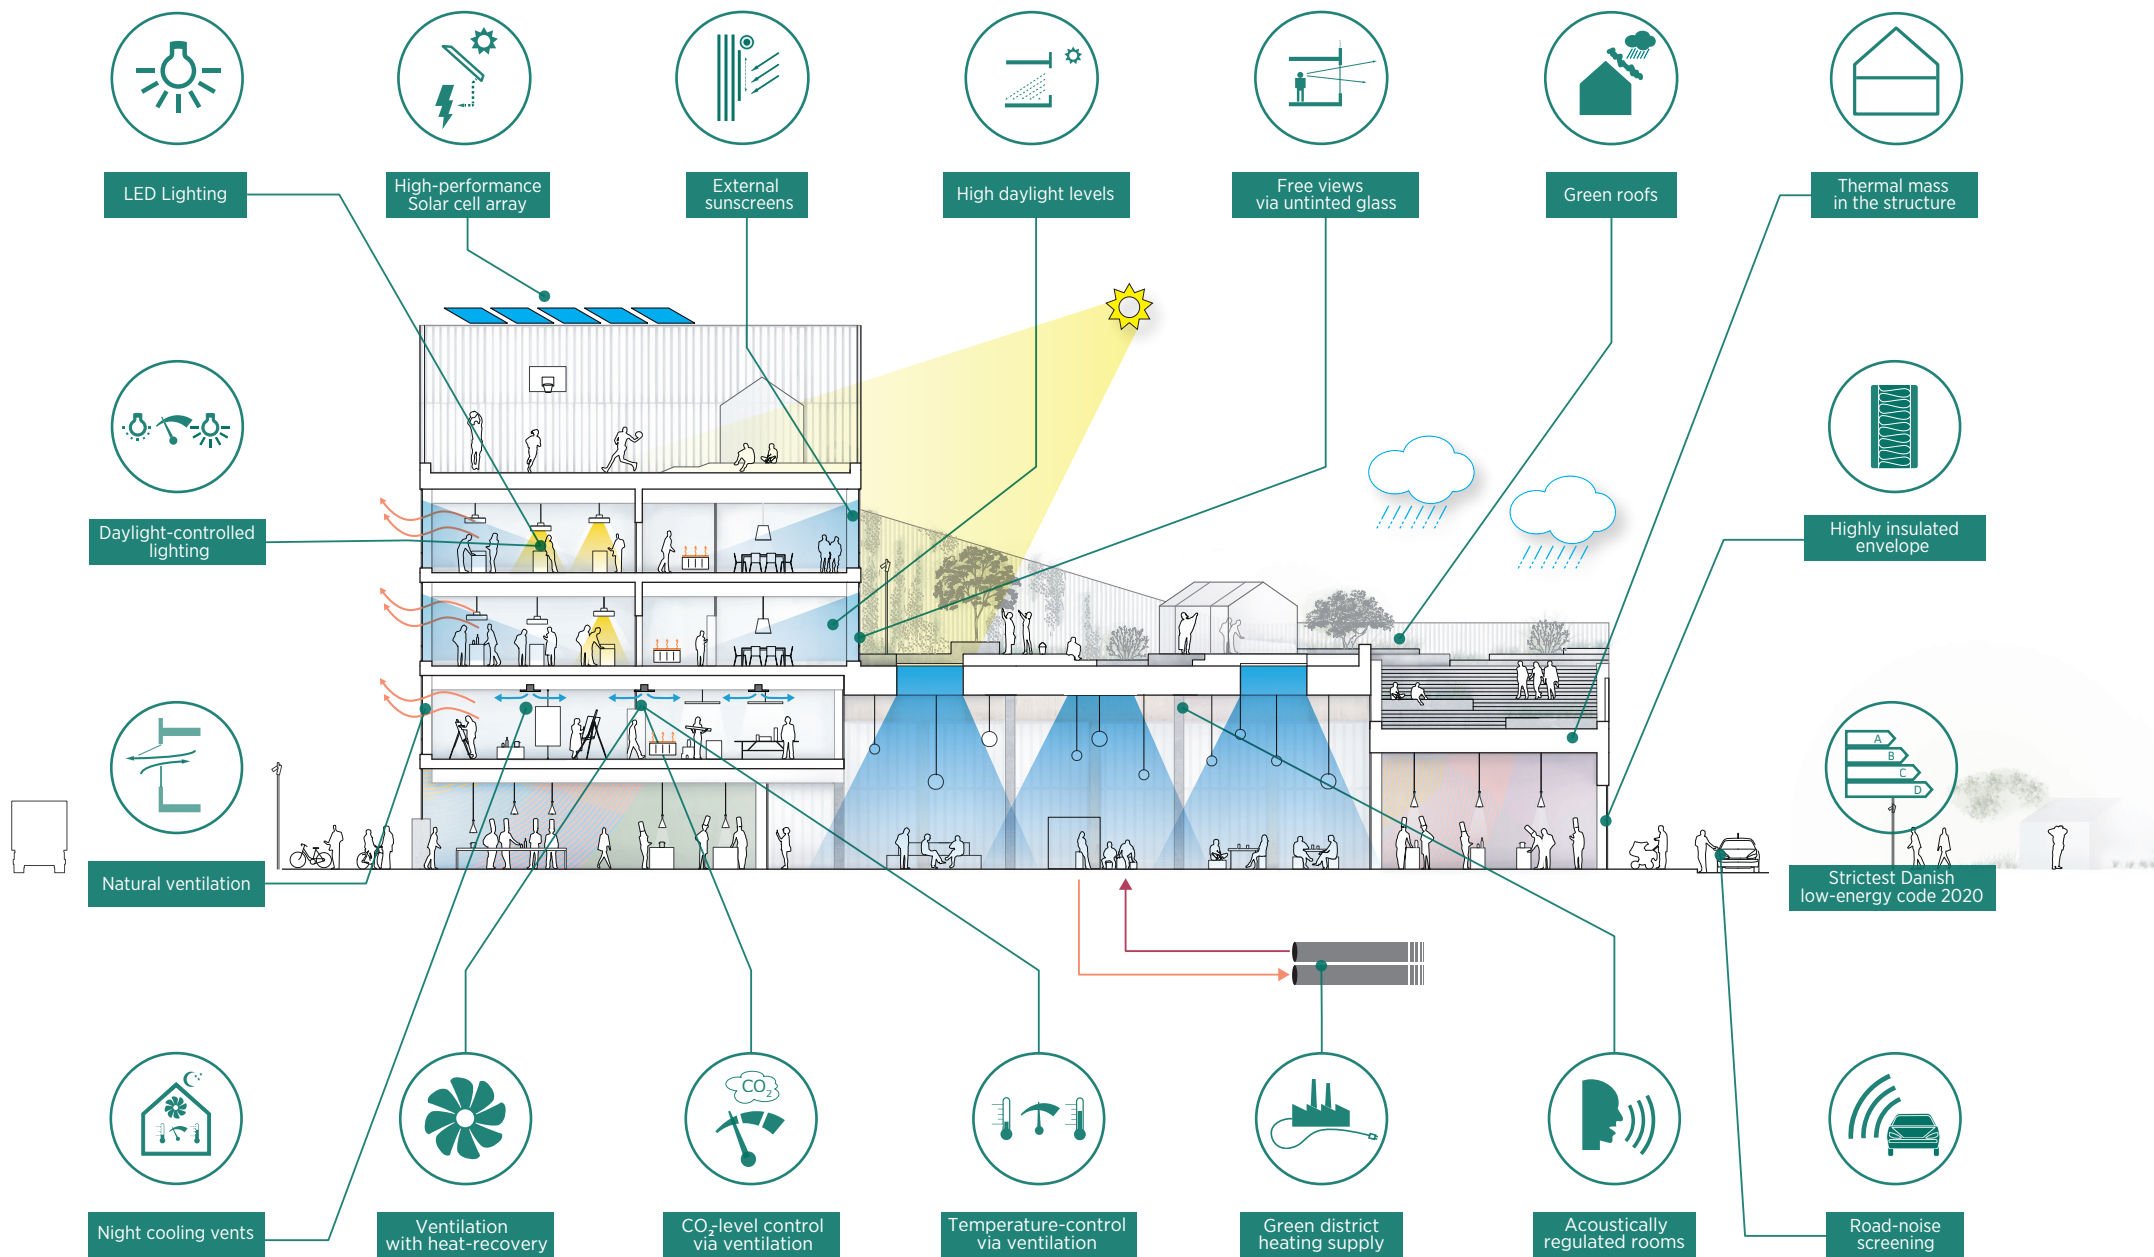 LED Lighting
High-performance
Solar cell array
External
sunscreens
High daylight levels
Free views
via untinted glass
Green roofs
Thermal mass
in the structure
Daylight-controlled
lighting
Highly insulated
envelope
A
B
C
D
Natural ventilation
Strictest Danish
low-energy code 2020
CO₂
Night cooling vents
Ventilation
with heat-recovery
CO₂-level control
via ventilation
Temperature-control
via ventilation
Green district
heating supply
Acoustically
regulated rooms
Road-noise
screening